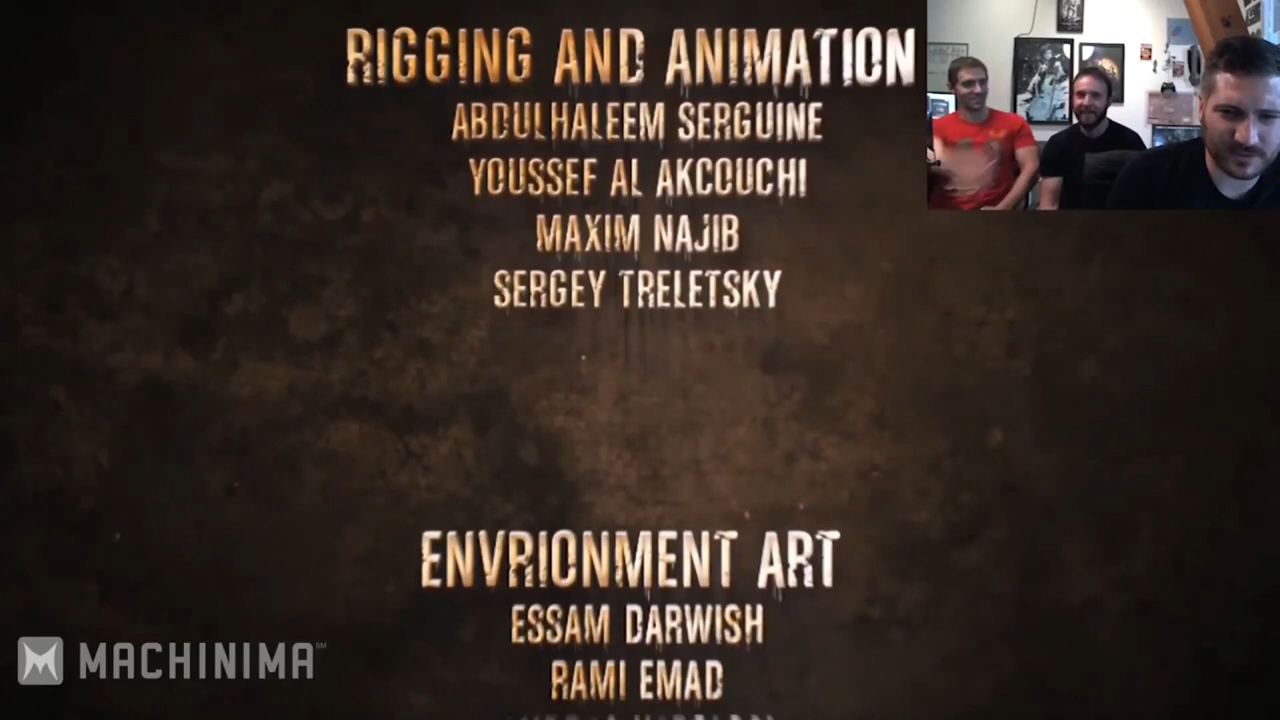 RIGGING AND ANIMATION
ABDULHALEEM SERGUINE
YOUSSEF AL AKCOUCHI
MAXIM NAJIB
SERGEY TRELETSKY
ENVRIONMENT ART
ESSAM DARWISH
RAMI EMAD
MACHINIMA SM